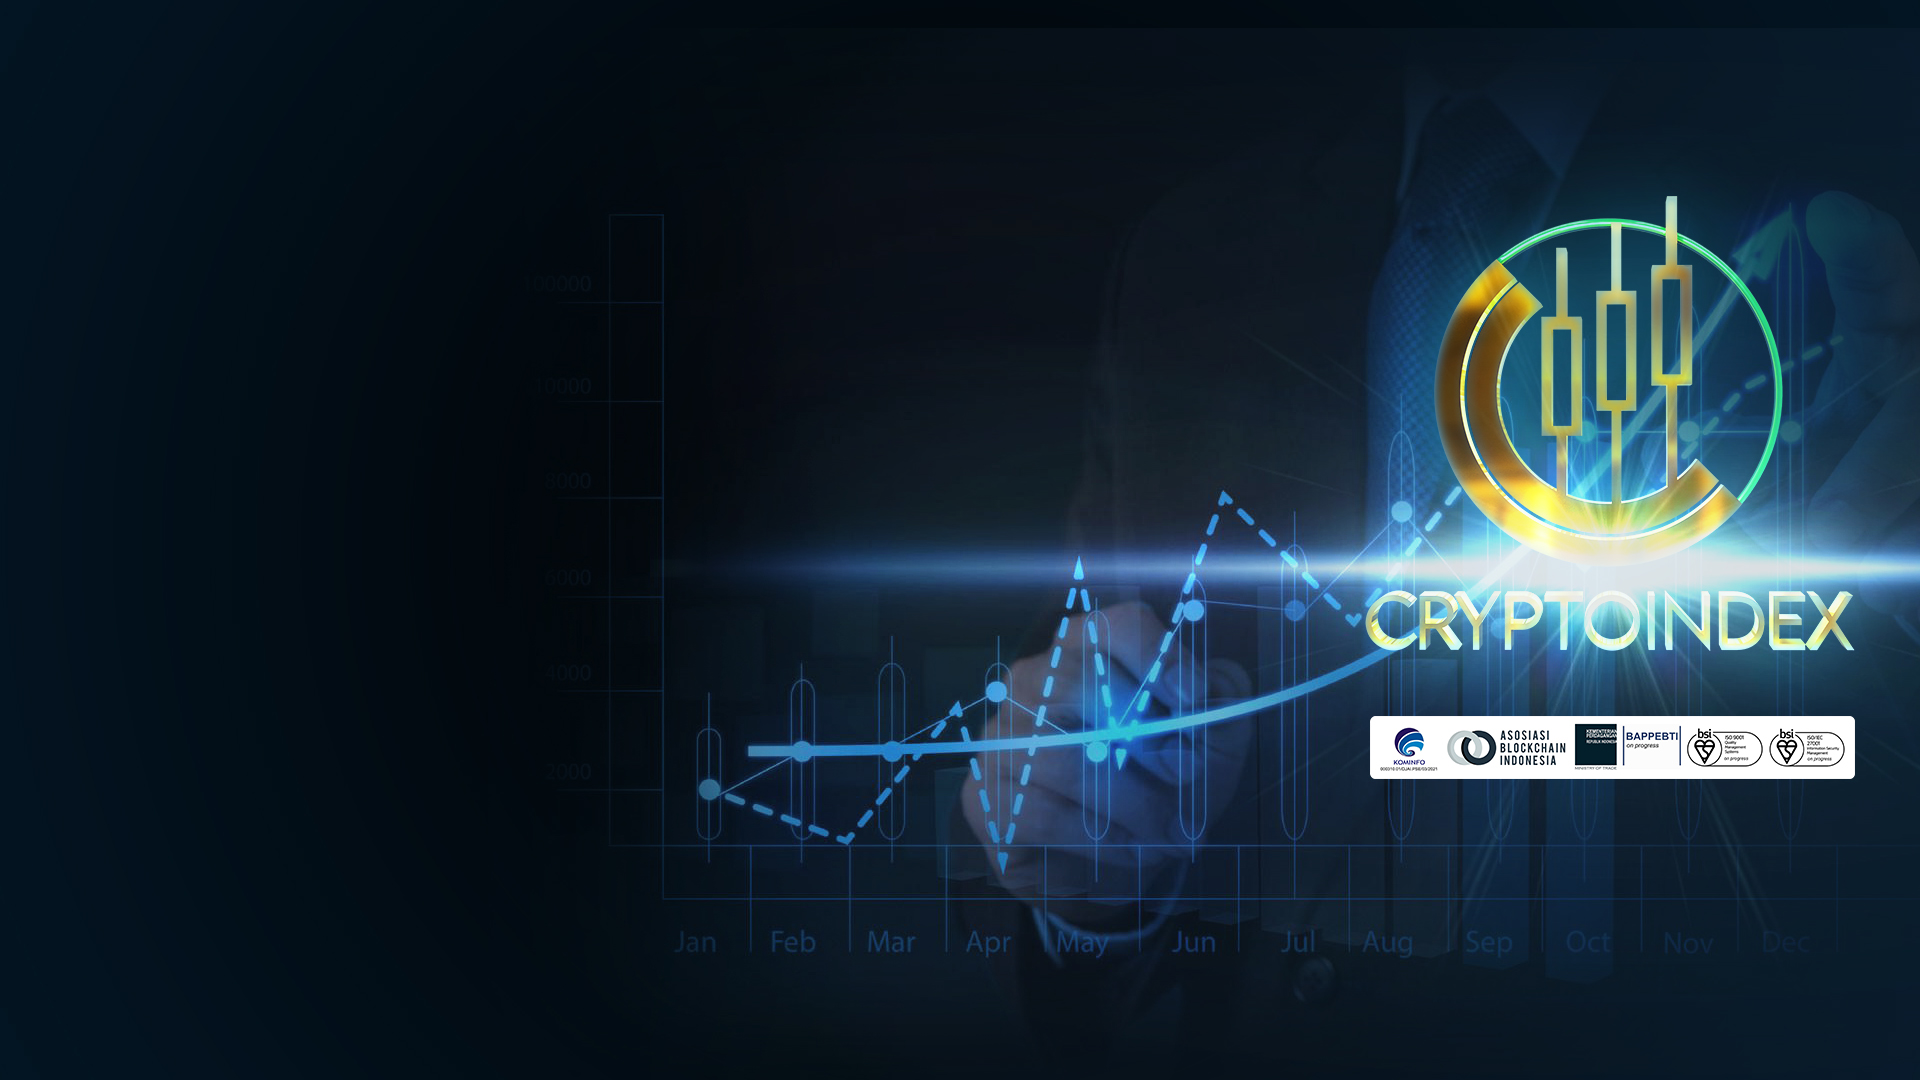 8000
6000
4000
2000
Jan Feb Mar Apr May Jun Jul Aug Sep Oct Nov Dec
CRYPTOINDEX
KOMINFO
ASOSIASI
BLOCKCHAIN
INDONESIA
KEMENTERIAN
PERDAGANGAN
REPUBLIK INDONESIA
MINISTRY OF TRADE
BAPPEBTI
on progress
bsi
ISO 9001
Quality
Management
Systems
on progress
bsi
ISO/IEC
27001
Information Security
Management
on progress